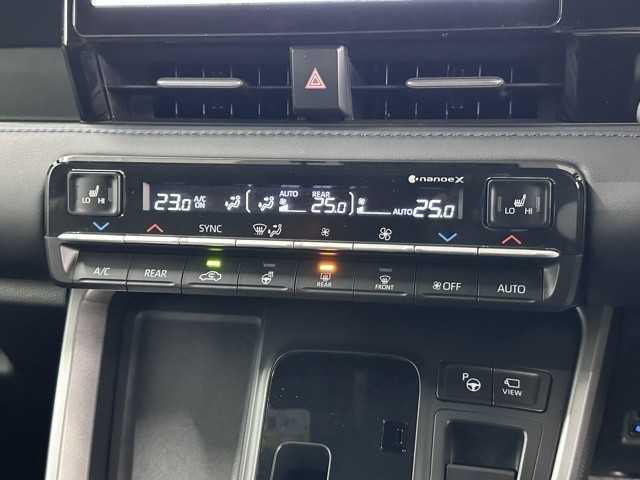 nanoeX
LO HI
23.0 A/C ON AUTO REAR 25.0 AUTO 25.0
LO HI
SYNC
A/C REAR REAR FRONT OFF AUTO
P VIEW